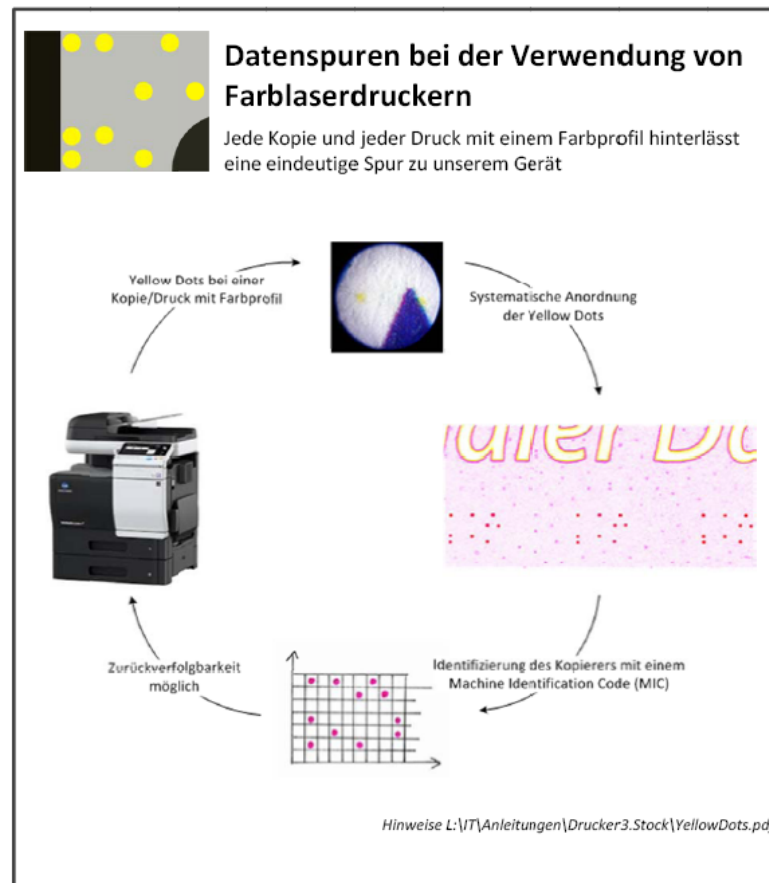 Datenspuren bei der Verwendung von
Farblaserdruckern
Jede Kopie und jeder Druck mit einem Farbprofil hinterlässt
eine eindeutige Spur zu unserem Gerät
Yellow Dots bei einer
Kopie/Druck mit Farbprofil
Systematische Anordnung
der Yellow Dots
Identifizierung des Kopierers mit einem
Machine Identification Code (MIC)
Zurückverfolgbarkeit
möglich
Hinweise L:\IT\Anleitungen\Drucker3.Stock\YellowDots.pd